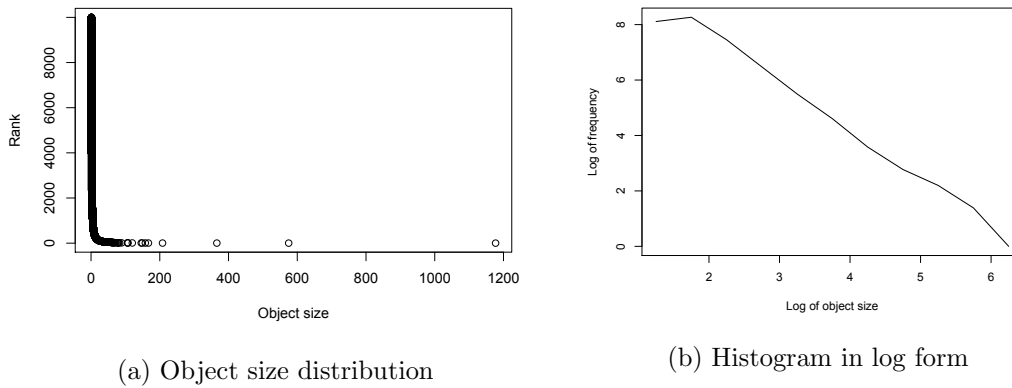 8000
6000
4000
2000
0
Rank
0 200 400 600 800 1000 1200
Object size
(a) Object size distribution
8
6
4
2
0
Log of frequency
2 3 4 5 6
Log of object size
(b) Histogram in log form